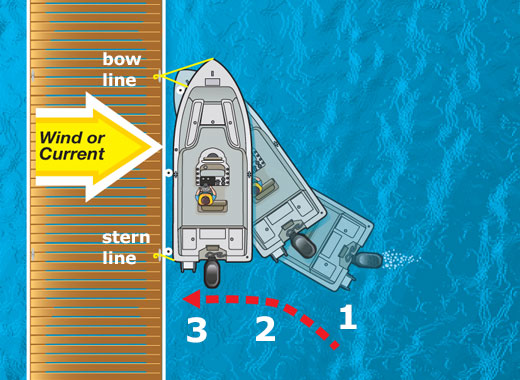 bow
line
Wind or
Current
stern
line
3
2
1